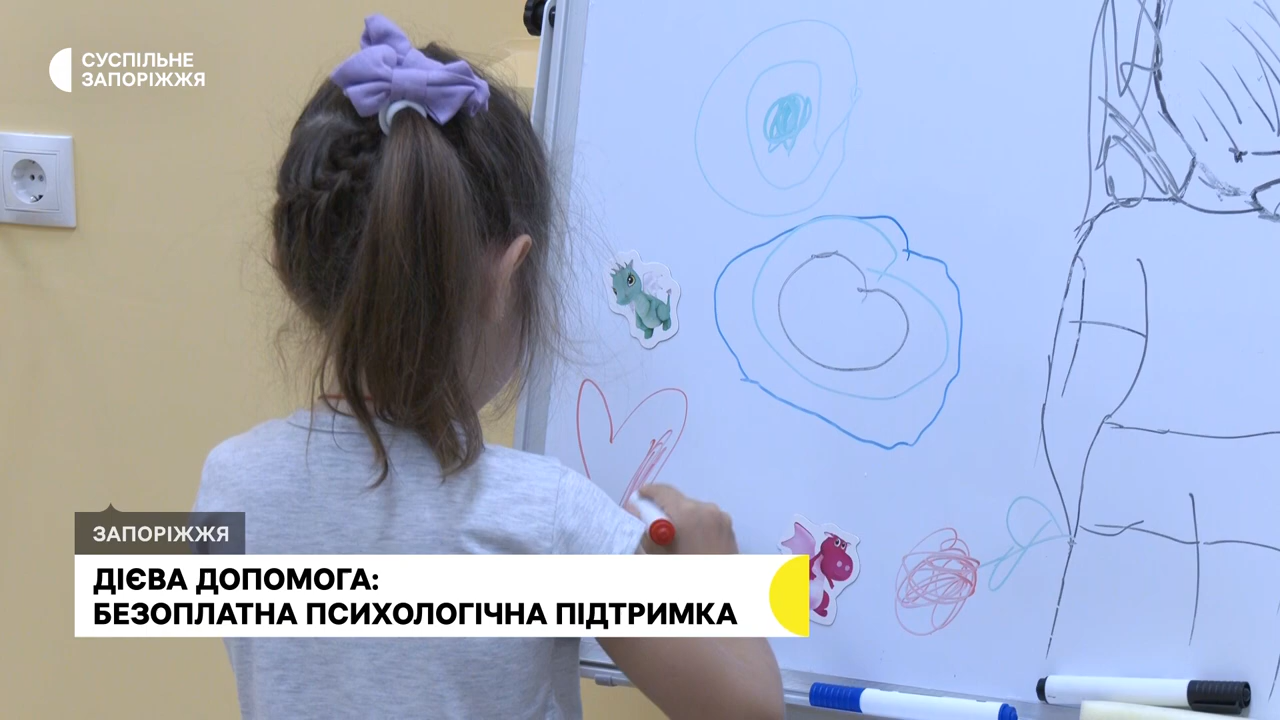 СУСПІЛЬНЕ
ЗАПОРІЖЖЯ
ЗАПОРІЖЖЯ
ДІЄВА ДОПОМОГА:
БЕЗОПЛАТНА ПСИХОЛОГІЧНА ПІДТРИМКА